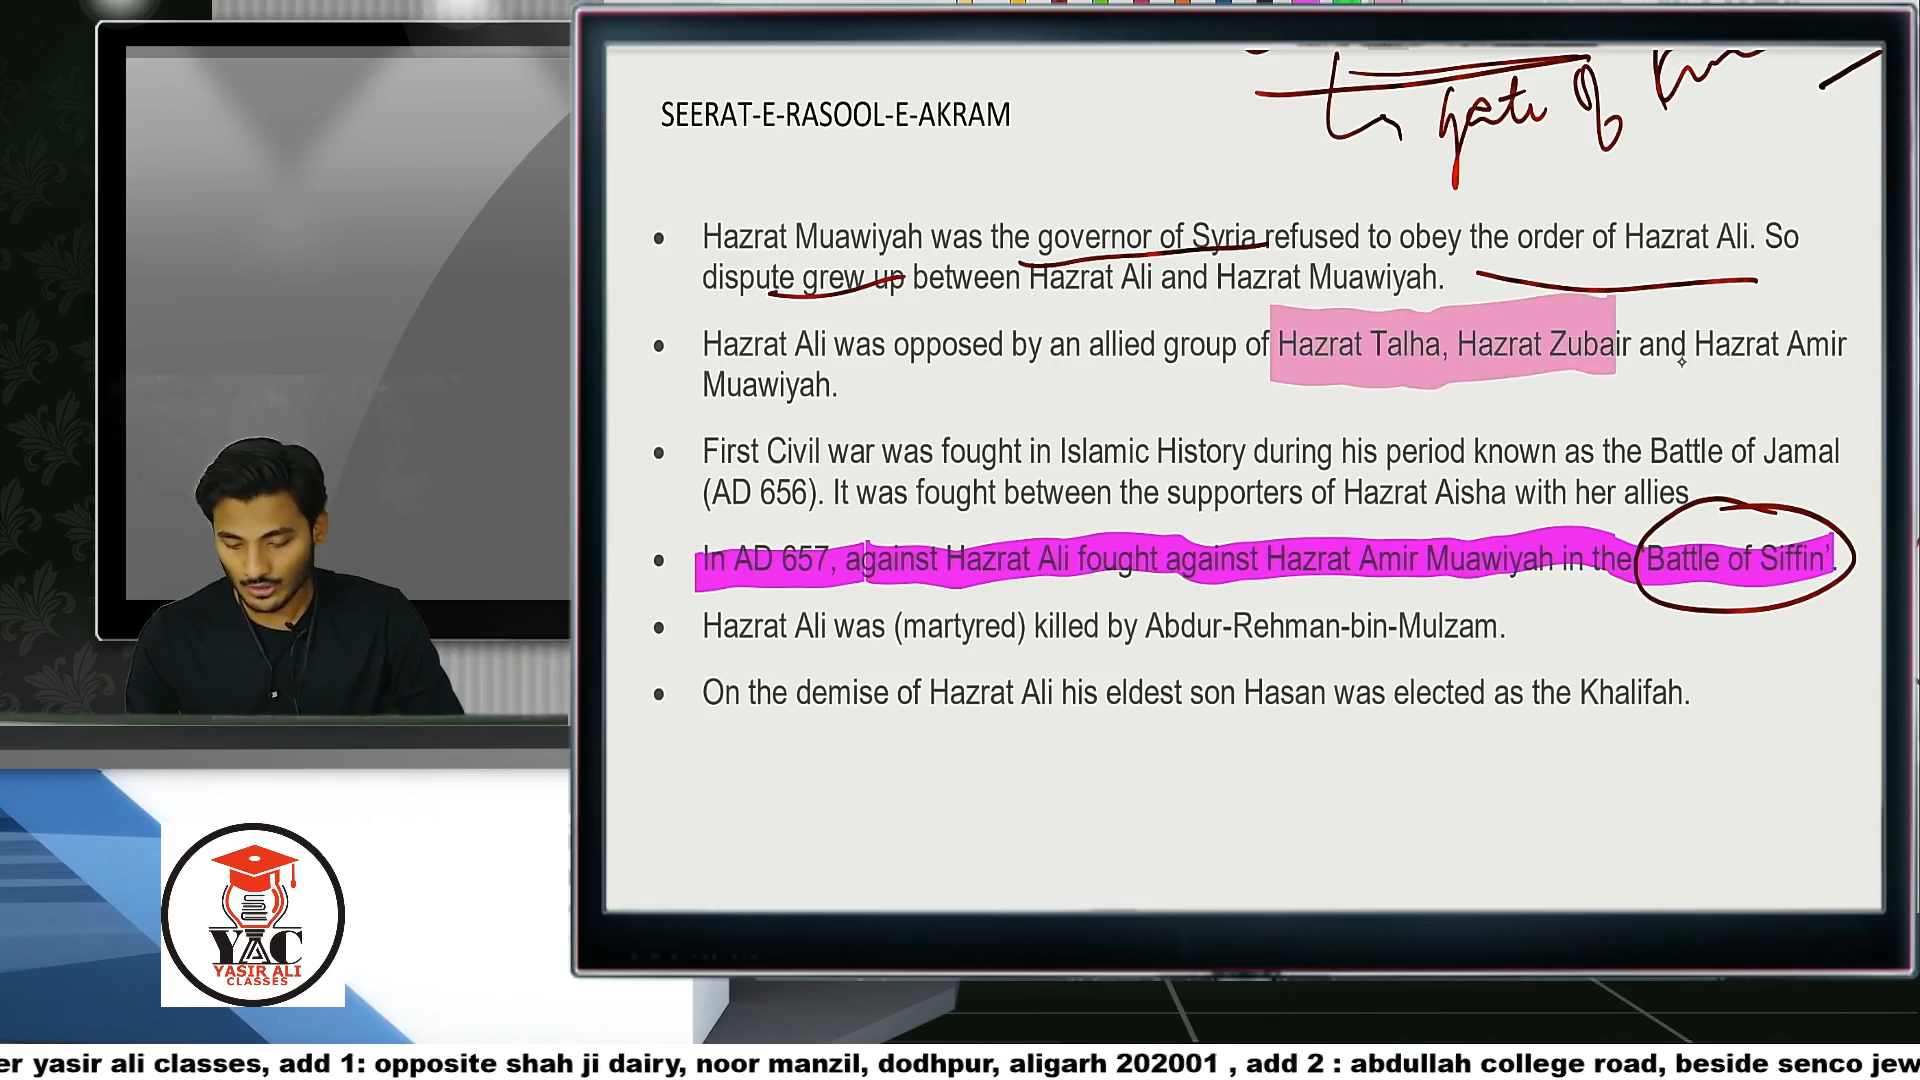 gate of
SEERAT-E-RASOOL-E-AKRAM
• Hazrat Muawiyah was the governor of Syria refused to obey the order of Hazrat Ali. So
dispute grew up between Hazrat Ali and Hazrat Muawiyah.
• Hazrat Ali was opposed by an allied group of Hazrat Talha, Hazrat Zubair and Hazrat Amir
Muawiyah.
• First Civil war was fought in Islamic History during his period known as the Battle of Jamal
(AD 656). It was fought between the supporters of Hazrat Aisha with her allies.
• In AD 657, against Hazrat Ali fought against Hazrat Amir Muawiyah in the 'Battle of Siffin'.
• Hazrat Ali was (martyred) killed by Abdur-Rehman-bin-Mulzam.
• On the demise of Hazrat Ali his eldest son Hasan was elected as the Khalifah.
YAC
YASIR ALI
CLASSES
er yasir ali classes, add 1: opposite shah ji dairy, noor manzil, dodhpur, aligarh 202001 , add 2 : abdullah college road, beside senco jew